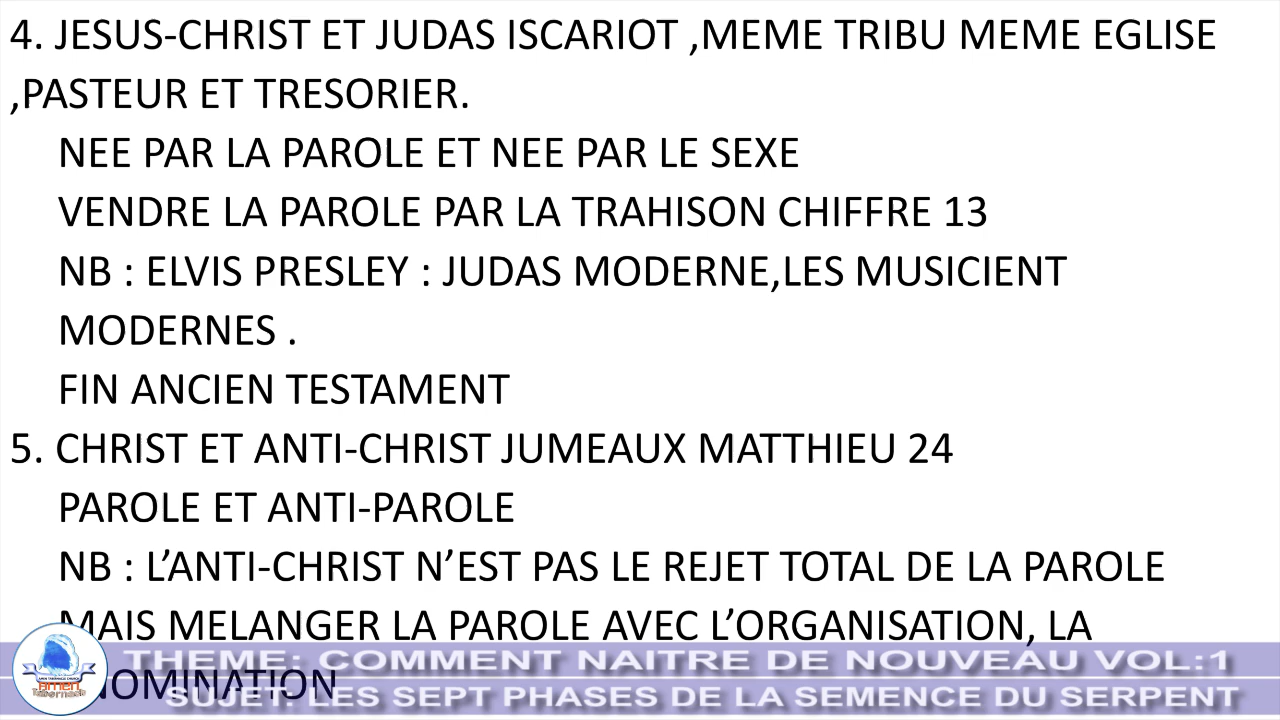 4. JESUS-CHRIST ET JUDAS ISCARIOT ,MEME TRIBU MEME EGLISE
,PASTEUR ET TRESORIER.
NEE PAR LA PAROLE ET NEE PAR LE SEXE
VENDRE LA PAROLE PAR LA TRAHISON CHIFFRE 13
NB : ELVIS PRESLEY : JUDAS MODERNE,LES MUSICIENT
MODERNES .
FIN ANCIEN TESTAMENT
5. CHRIST ET ANTI-CHRIST JUMEAUX MATTHIEU 24
PAROLE ET ANTI-PAROLE
NB : L’ANTI-CHRIST N’EST PAS LE REJET TOTAL DE LA PAROLE
MAIS MELANGER LA PAROLE AVEC L’ORGANISATION, LA
NOMINATION
THEME: COMMENT NAITRE DE NOUVEAU VOL:1
SUJET: LES SEPT PHASES DE LA SEMENCE DU SERPENT